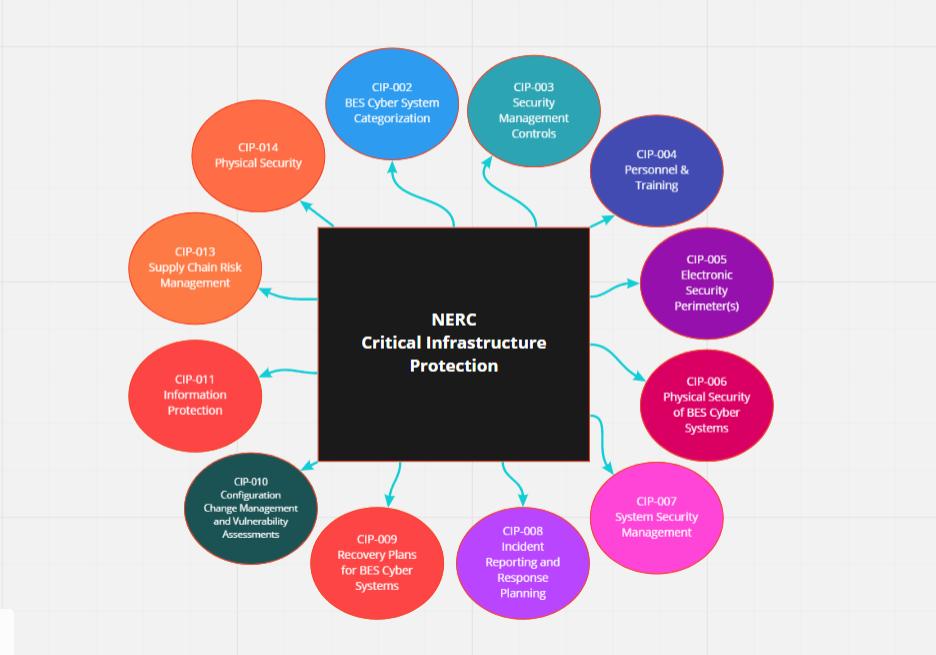 NERC
Critical Infrastructure
Protection
CIP-002
BES Cyber System
Categorization
CIP-003
Security
Management
Controls
CIP-004
Personnel &
Training
CIP-005
Electronic
Security
Perimeter(s)
CIP-006
Physical Security
of BES Cyber
Systems
CIP-007
System Security
Management
CIP-008
Incident
Reporting and
Response
Planning
CIP-009
Recovery Plans
for BES Cyber
Systems
CIP-010
Configuration
Change Management
and Vulnerability
Assessments
CIP-011
Information
Protection
CIP-013
Supply Chain Risk
Management
CIP-014
Physical Security